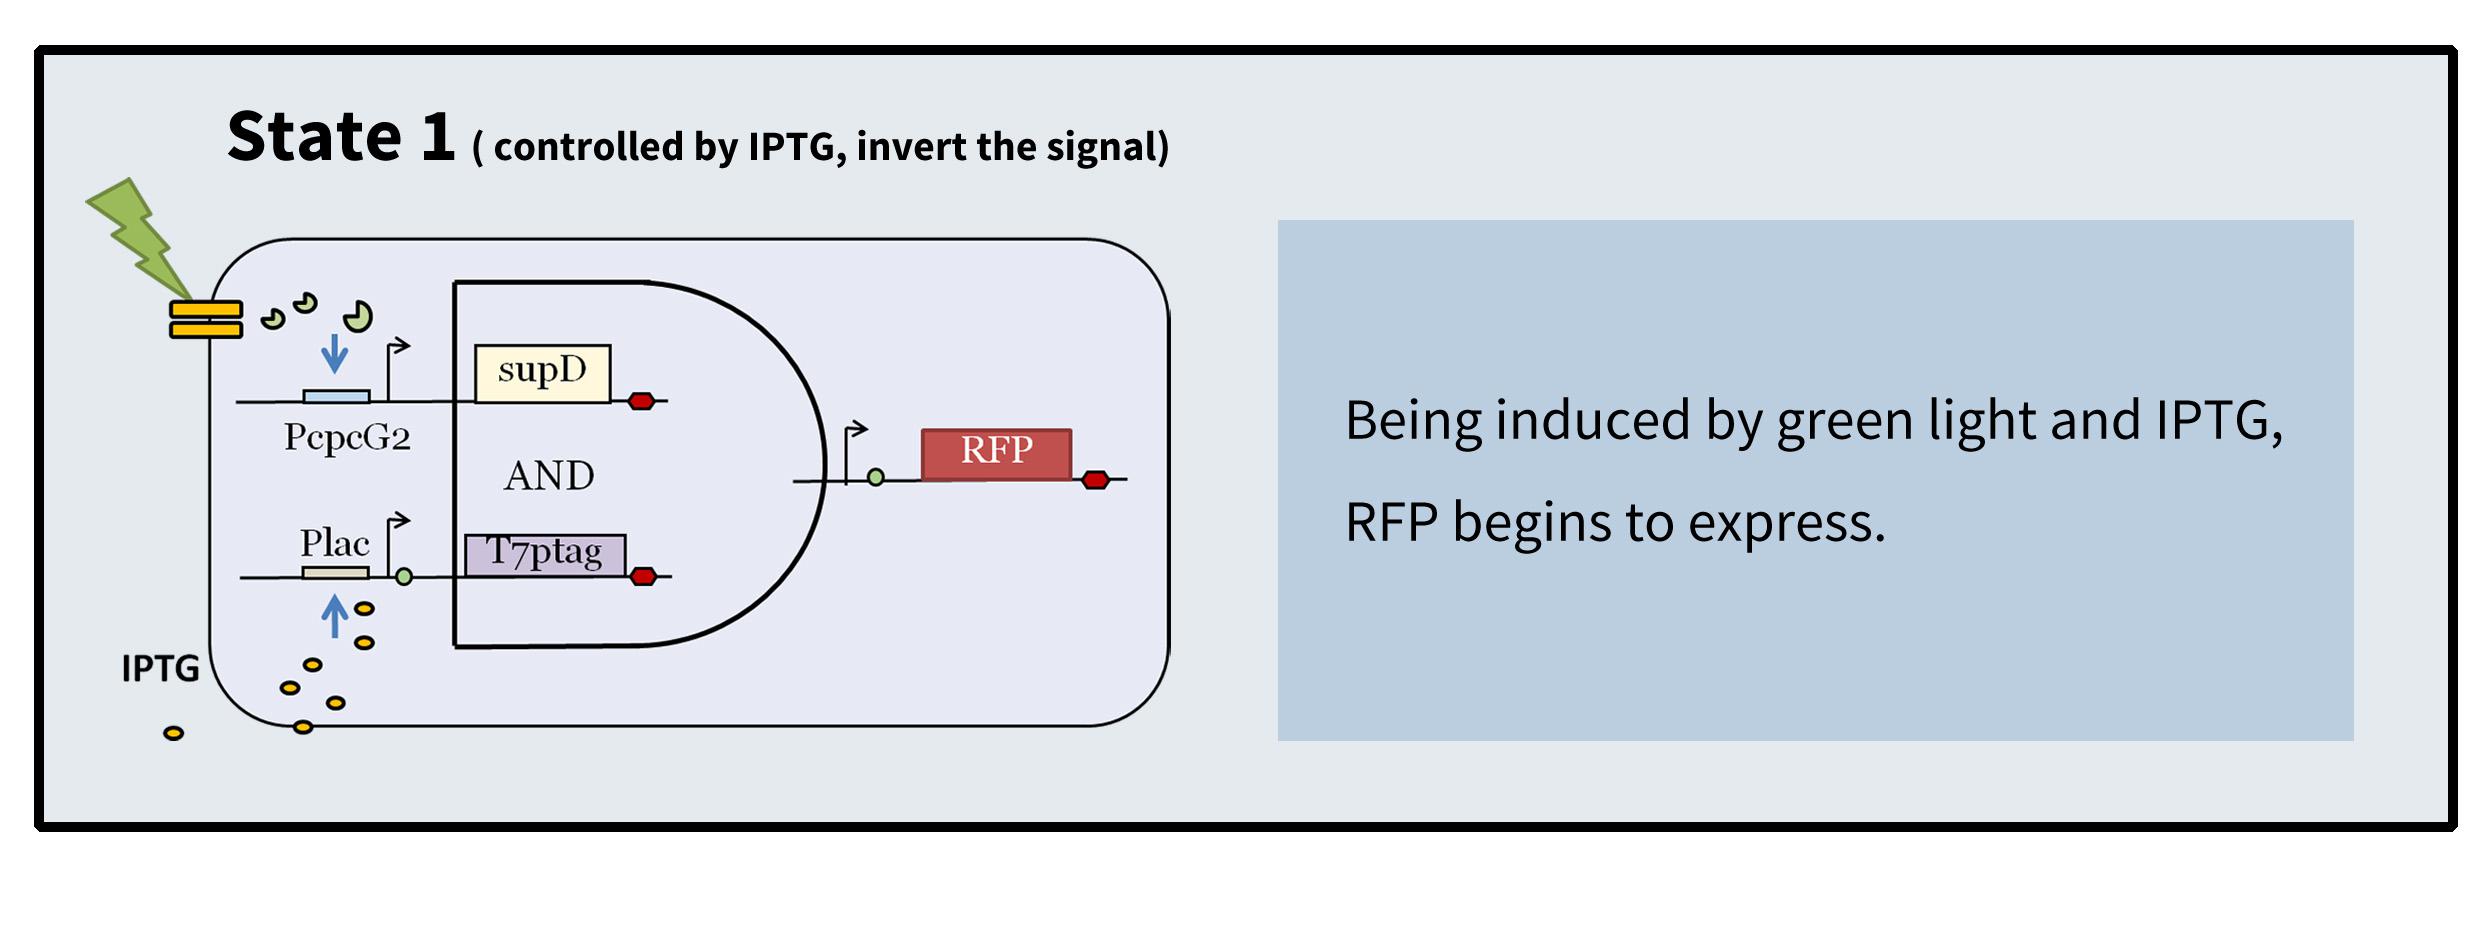 State 1 ( controlled by IPTG, invert the signal)
supD
PcpcG2
AND
RFP
Plac
T7ptag
IPTG
Being induced by green light and IPTG,
RFP begins to express.